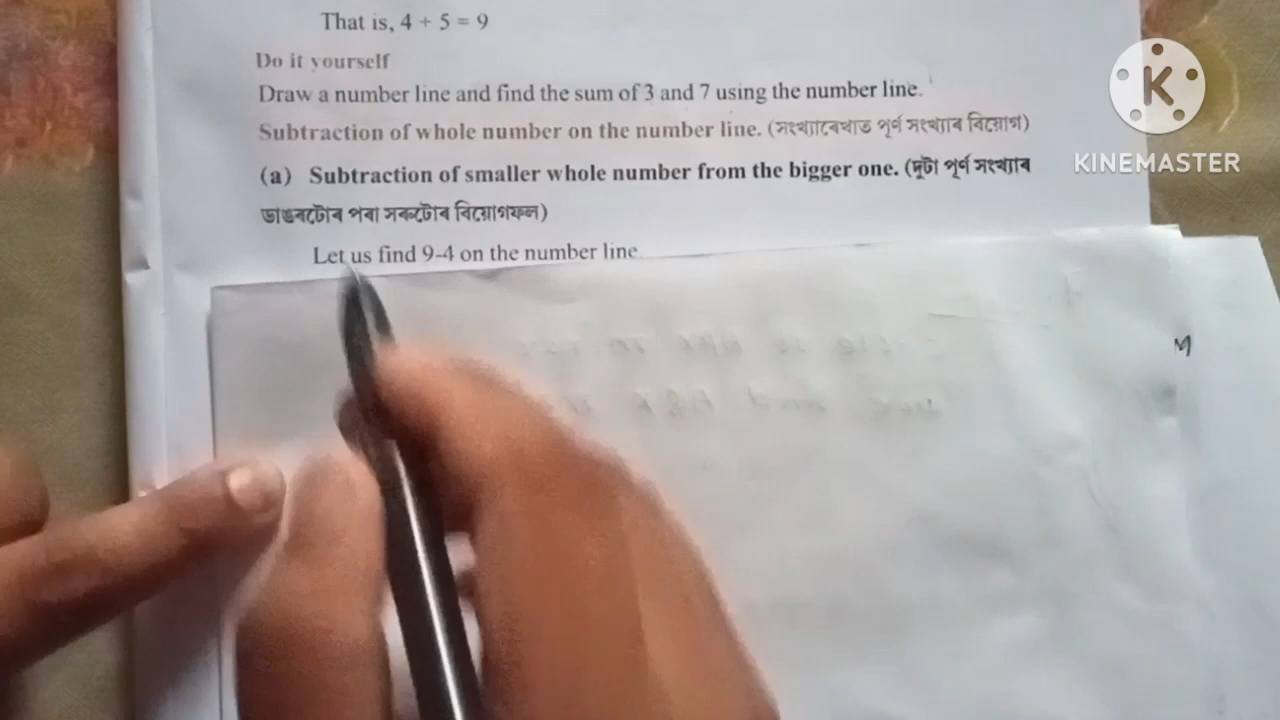 That is, 4 + 5 = 9
Do it yourself
Draw a number line and find the sum of 3 and 7 using the number line.
Subtraction of whole number on the number line. (সংখ্যাৰেখাত পূৰ্ণ সংখ্যাৰ বিয়োগ)
(a) Subtraction of smaller whole number from the bigger one. (দুটা পূৰ্ণ সংখ্যাৰ
ডাঙৰটোৰ পৰা সৰুটোৰ বিয়োগফল)
Let us find 9-4 on the number line
K
KINEMASTER